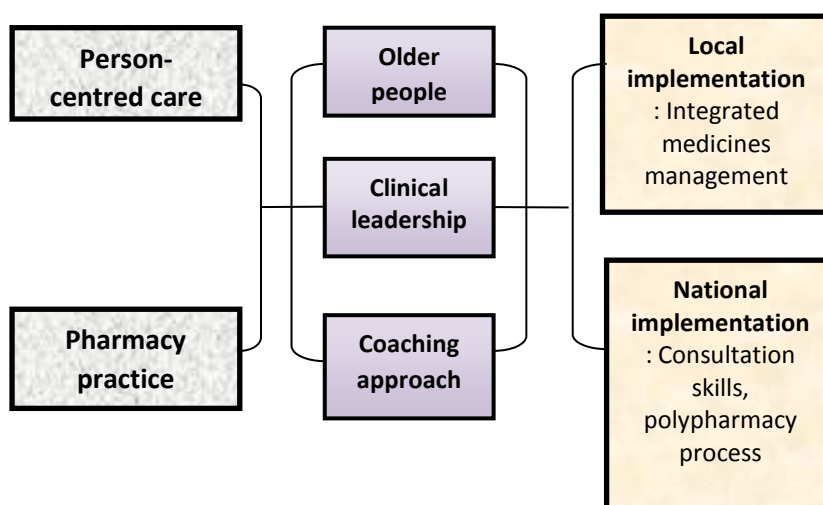 Person-
centred care
Pharmacy
practice
Older
people
Clinical
leadership
Coaching
approach
Local
implementation
: Integrated
medicines
management
National
implementation
: Consultation
skills,
polypharmacy
process